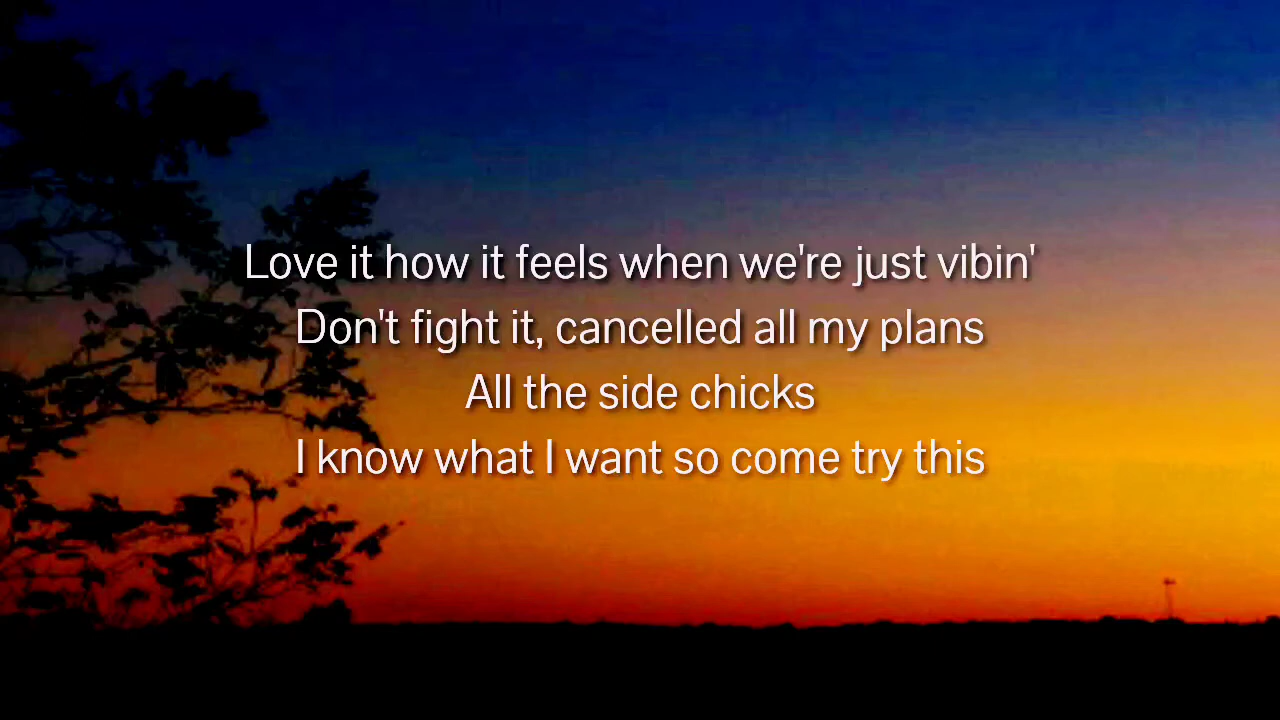 Love it how it feels when we're just vibin'
Don't fight it, cancelled all my plans
All the side chicks
I know what I want so come try this